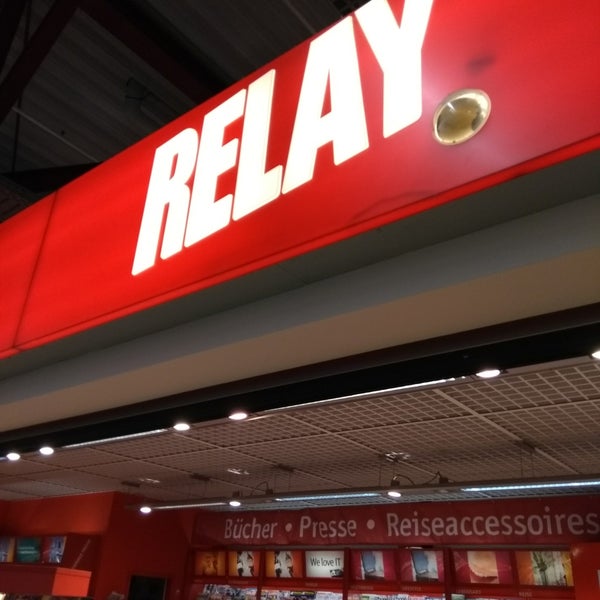 RELAY
Bücher • Presse • Reiseaccessoires
We love IT